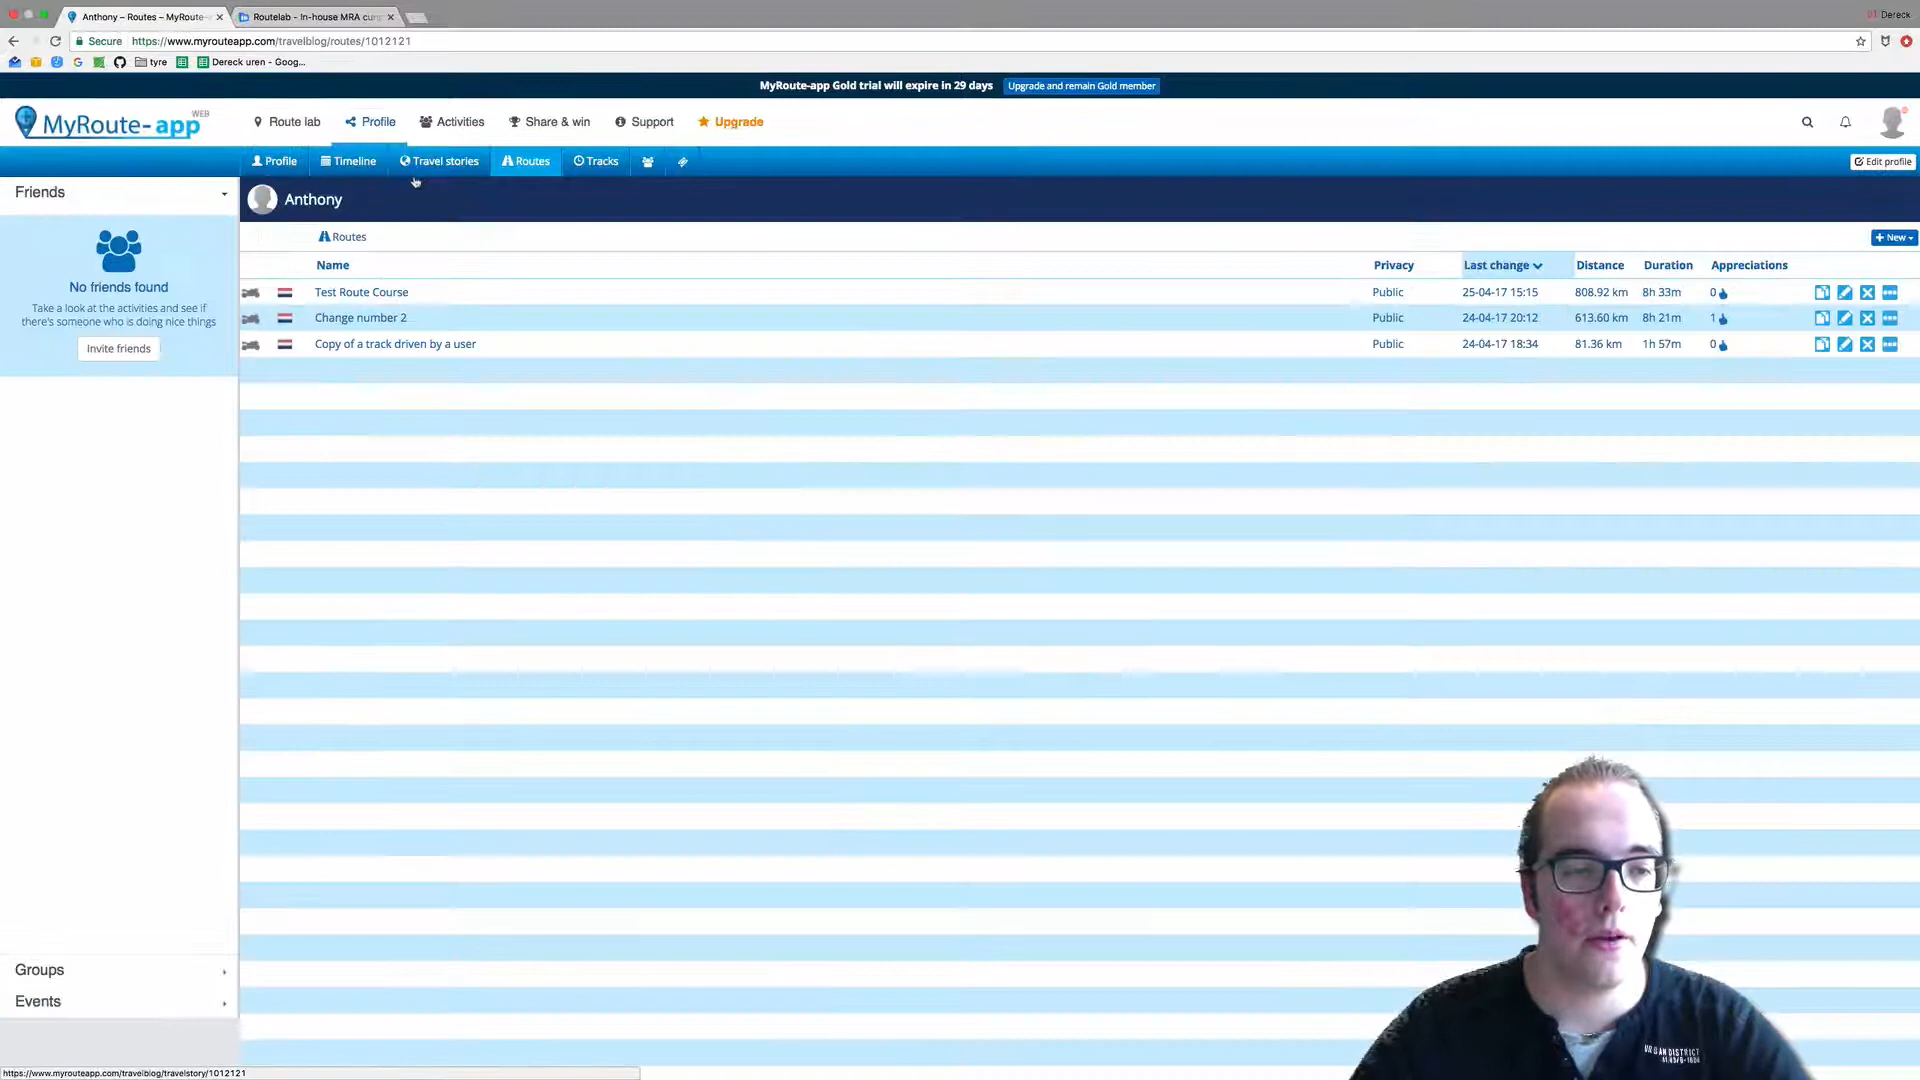 Anthony – Routes – MyRoute-
Routelab - In-house MRA cur
Dereck
Secure
https://www.myrouteapp.com/travelblog/routes/1012121
tyre
Dereck uren - Goog...
MyRoute-app Gold trial will expire in 29 days
Upgrade and remain Gold member
MyRoute-app WEB
Route lab
Profile
Activities
Share & win
Support
Upgrade
Profile
Timeline
Travel stories
Routes
Tracks
Edit profile
Friends
Anthony
No friends found
Take a look at the activities and see if
there's someone who is doing nice things
Invite friends
Routes
+ New
Name Privacy Last change Distance Duration Appreciations
Test Route Course Public 25-04-17 15:15 808.92 km 8h 33m 0
Change number 2 Public 24-04-17 20:12 613.60 km 8h 21m 1
Copy of a track driven by a user Public 24-04-17 18:34 81.36 km 1h 57m 0
Groups
Events
URBAN DISTRICT
https://www.myrouteapp.com/travelblog/travelstory/1012121